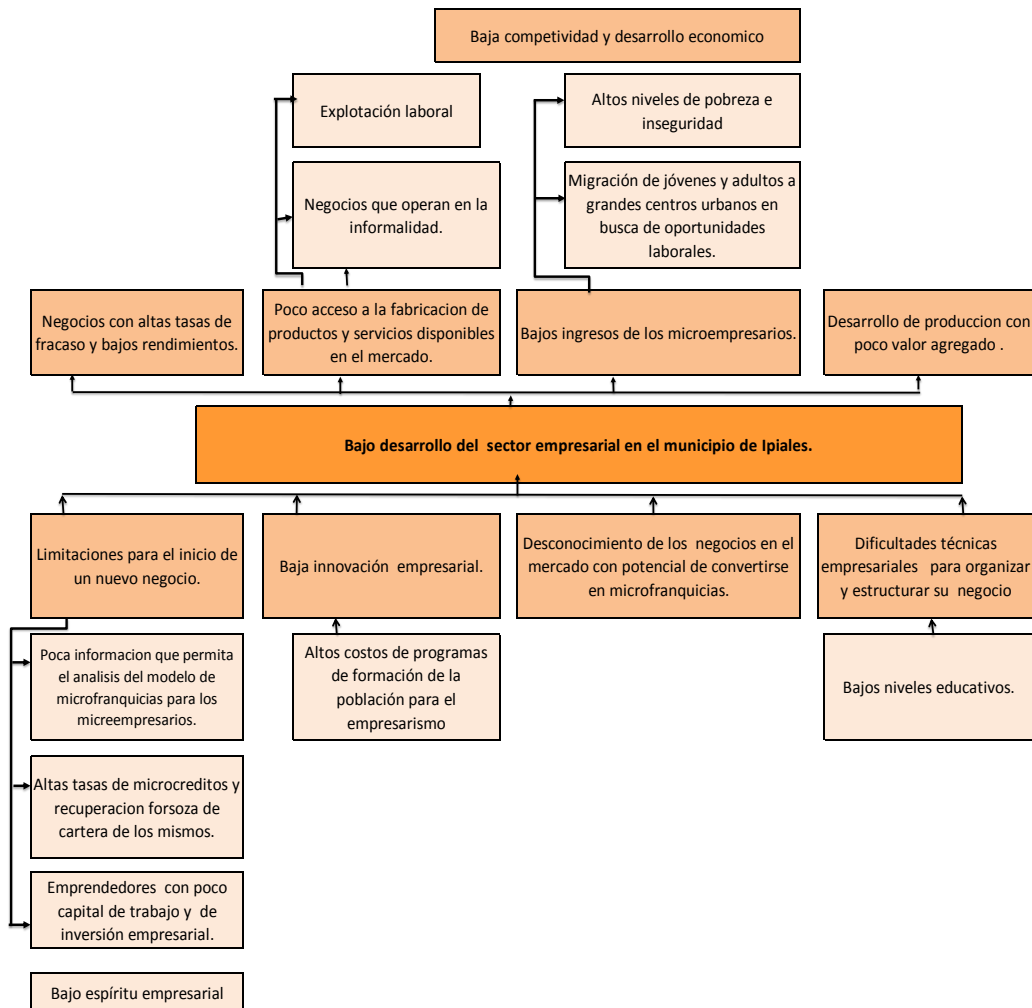 Baja competividad y desarrollo economico
Explotación laboral
Altos niveles de pobreza e
inseguridad
Negocios que operan en la
informalidad.
Migración de jóvenes y adultos a
grandes centros urbanos en
busca de oportunidades
laborales.
Negocios con altas tasas de
fracaso y bajos rendimientos.
Poco acceso a la fabricacion de
productos y servicios disponibles
en el mercado.
Bajos ingresos de los microempresarios.
Desarrollo de produccion con
poco valor agregado .
Bajo desarrollo del sector empresarial en el municipio de Ipiales.
Limitaciones para el inicio de
un nuevo negocio.
Baja innovación empresarial.
Desconocimiento de los negocios en el
mercado con potencial de convertirse
en microfranquicias.
Dificultades técnicas
empresariales para organizar
y estructurar su negocio
Poca informacion que permita
el analisis del modelo de
microfranquicias para los
micreempresarios.
Altos costos de programas
de formación de la
población para el
empresarismo
Bajos niveles educativos.
Altas tasas de microcreditos y
recuperacion forsoza de
cartera de los mismos.
Emprendedores con poco
capital de trabajo y de
inversión empresarial.
Bajo espíritu empresarial